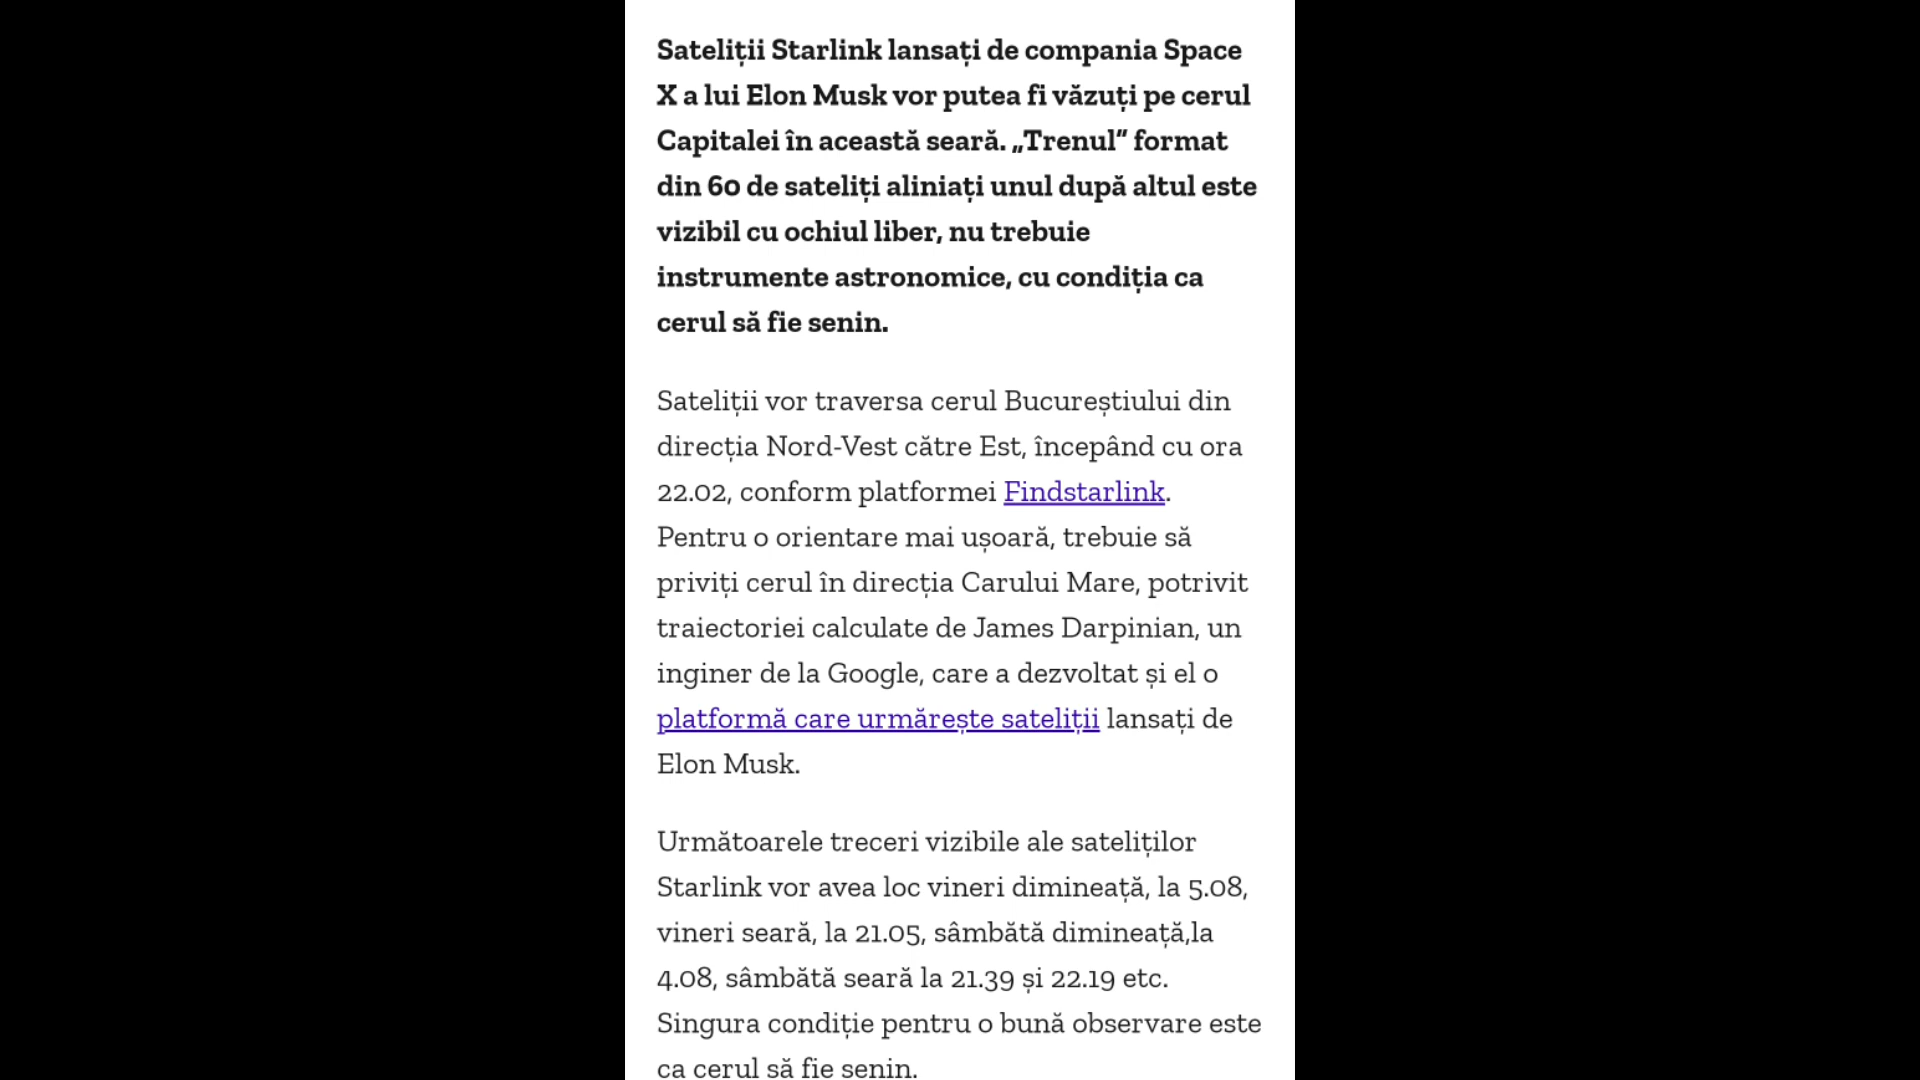 Sateliții Starlink lansați de compania Space
X a lui Elon Musk vor putea fi văzuți pe cerul
Capitalei în această seară. „Trenul” format
din 60 de sateliți aliniați unul după altul este
vizibil cu ochiul liber, nu trebuie
instrumente astronomice, cu condiția ca
cerul să fie senin.
Sateliții vor traversa cerul Bucureștiului din
direcția Nord-Vest către Est, începând cu ora
22.02, conform platformei Findstarlink.
Pentru o orientare mai ușoară, trebuie să
priviți cerul în direcția Carului Mare, potrivit
traiectoriei calculate de James Darpinian, un
inginer de la Google, care a dezvoltat și el o
platformă care urmărește sateliții lansați de
Elon Musk.
Următoarele treceri vizibile ale sateliților
Starlink vor avea loc vineri dimineață, la 5.08,
vineri seară, la 21.05, sâmbătă dimineață,la
4.08, sâmbătă seară la 21.39 și 22.19 etc.
Singura condiție pentru o bună observare este
ca cerul să fie senin.